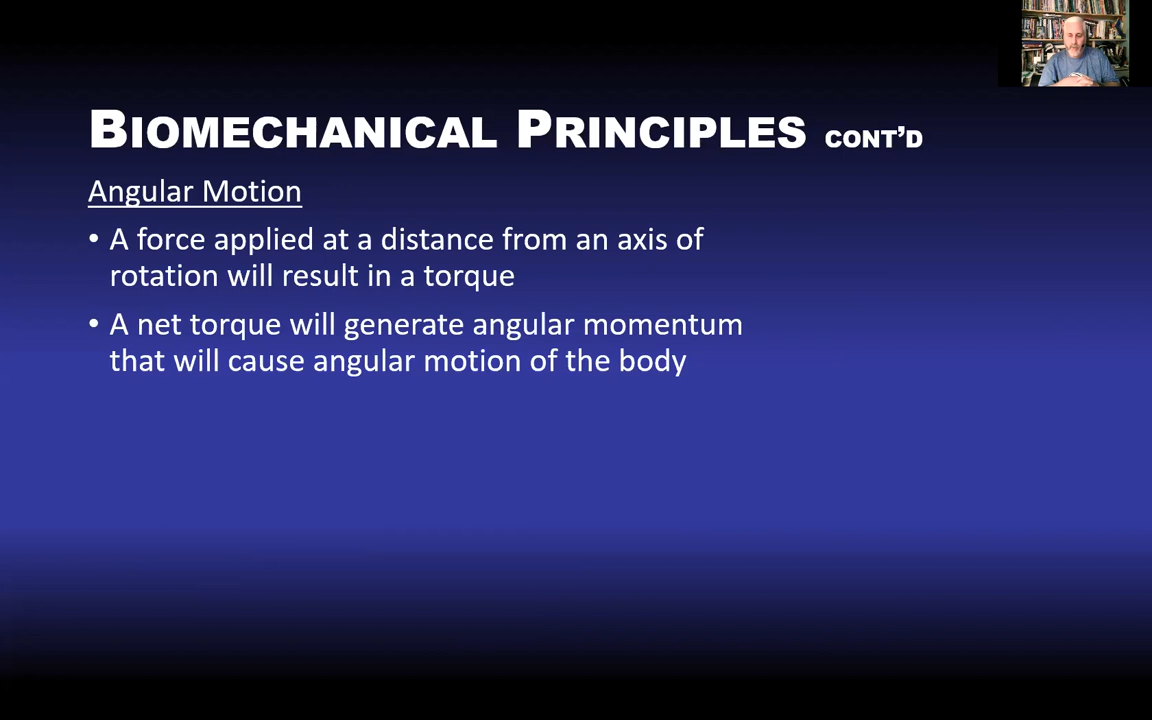 BIOMECHANICAL PRINCIPLES CONT'D
Angular Motion
• A force applied at a distance from an axis of
rotation will result in a torque
• A net torque will generate angular momentum
that will cause angular motion of the body